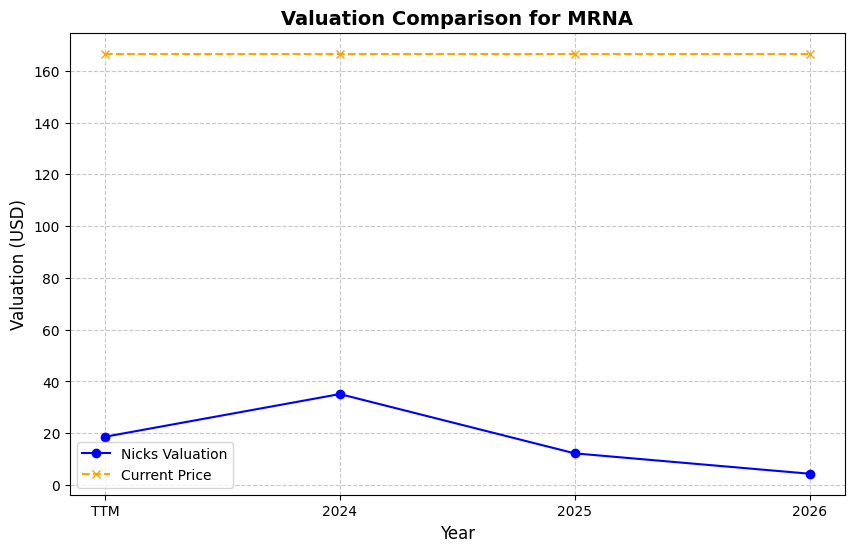 Valuation Comparison for MRNA
Valuation (USD)
160
140
120
100
80
60
40
20
0
Nicks Valuation
Current Price
TTM 2024 2025 2026
Year